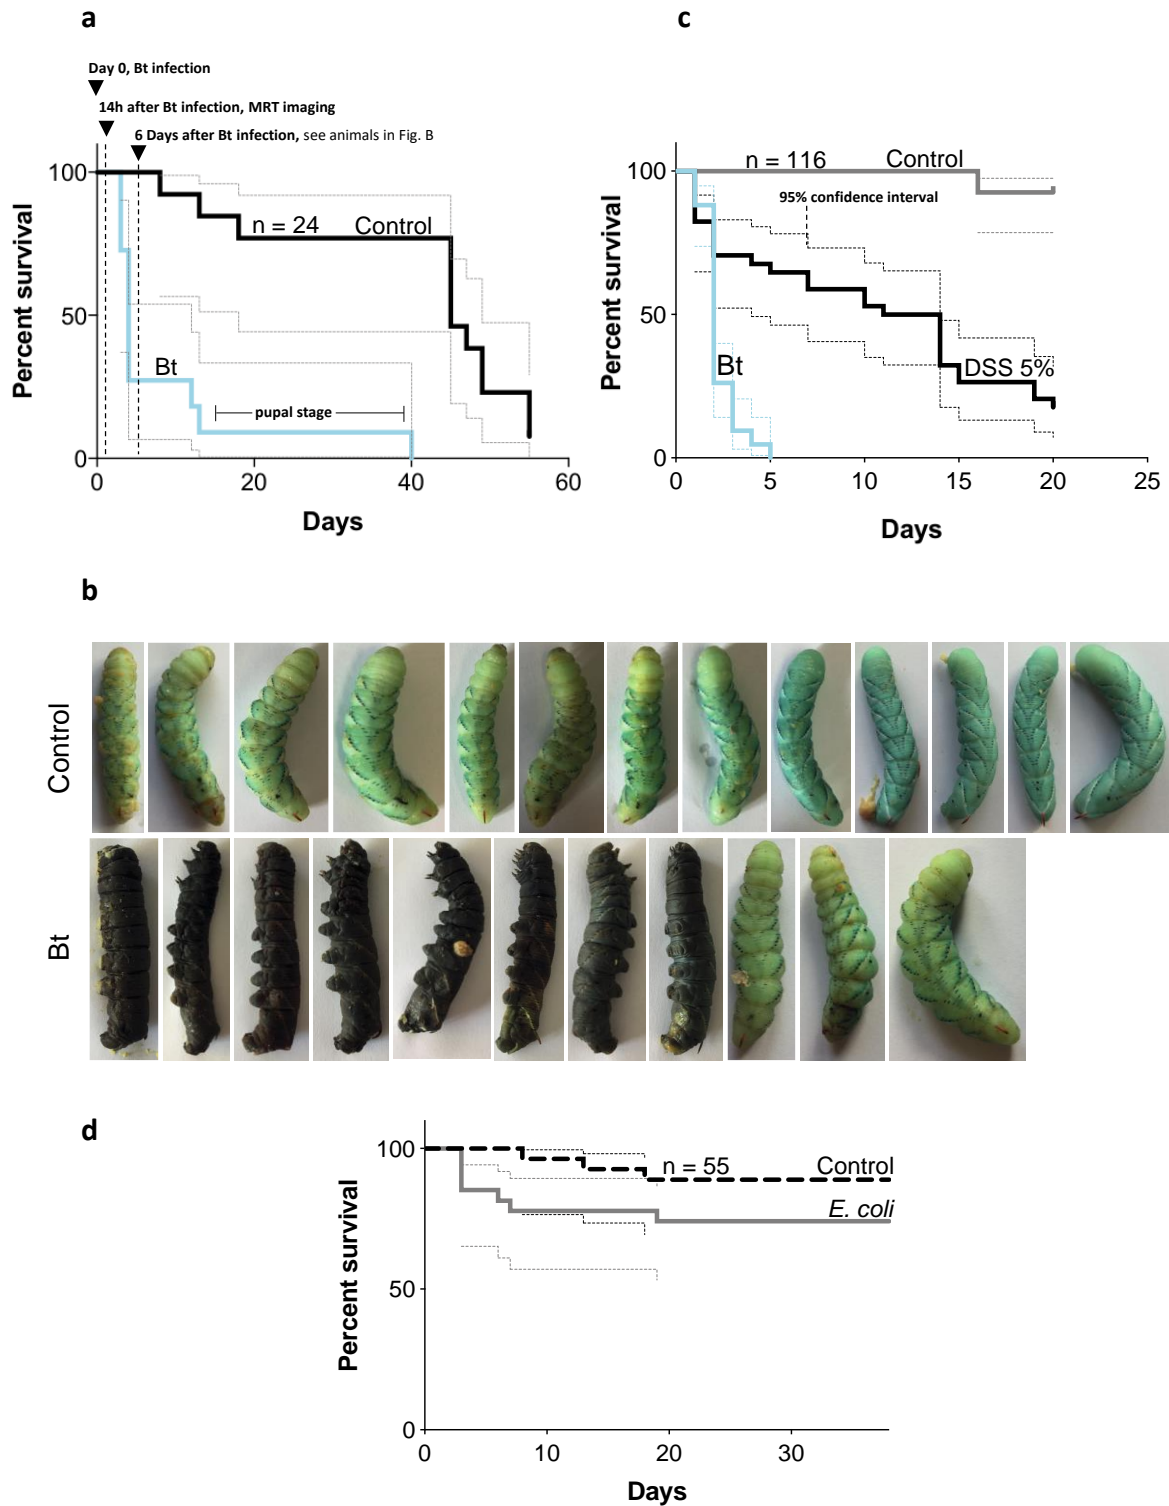 a
Day 0, Bt infection
14h after Bt infection, MRT imaging
6 Days after Bt infection, see animals in Fig. B
100
50
0
Percent survival
n = 24 Control
Bt
pupal stage
0 20 40 60
Days
c
100
50
0
Percent survival
n = 116 Control
95% confidence interval
Bt
DSS 5%
0 5 10 15 20 25
Days
b
Control
Bt
d
100
50
0
Percent survival
n = 55 Control
E. coli
0 10 20 30
Days